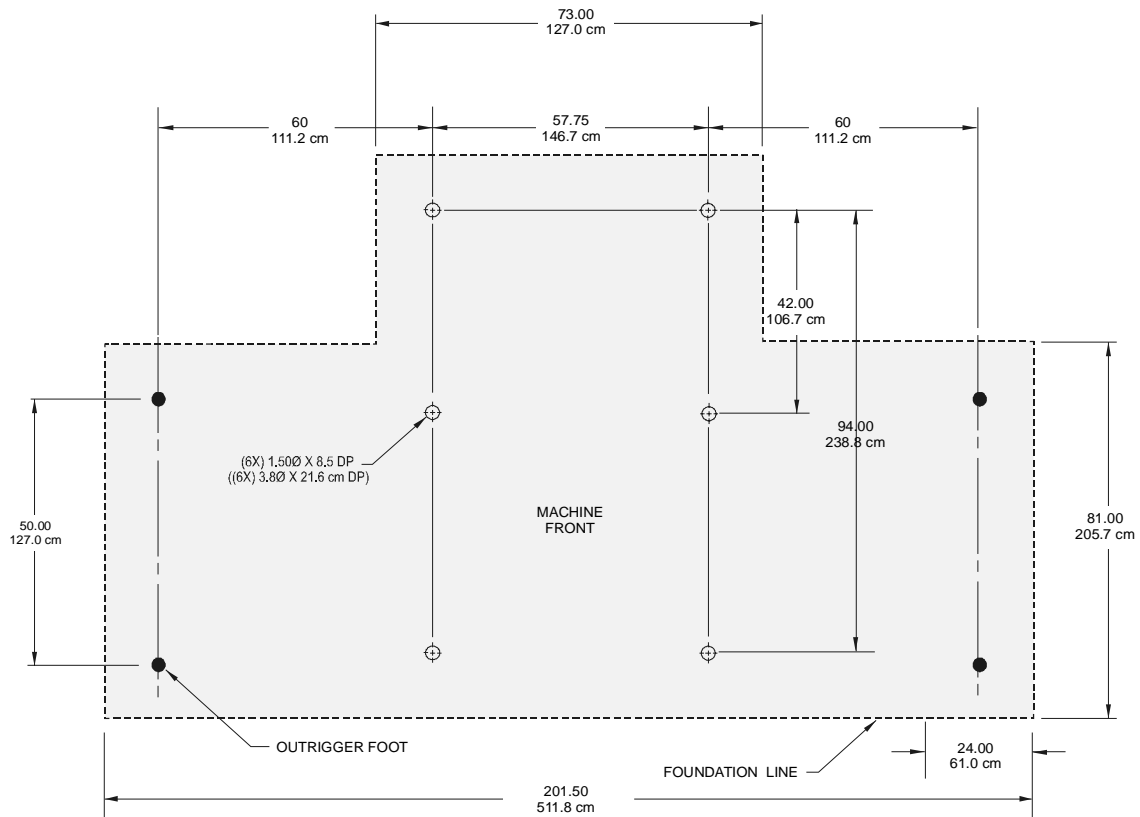 73.00
127.0 cm
60
111.2 cm
57.75
146.7 cm
60
111.2 cm
42.00
106.7 cm
94.00
238.8 cm
(6X) 1.50Ø X 8.5 DP
((6X) 3.8Ø X 21.6 cm DP)
MACHINE
FRONT
50.00
127.0 cm
81.00
205.7 cm
OUTRIGGER FOOT
FOUNDATION LINE
24.00
61.0 cm
201.50
511.8 cm